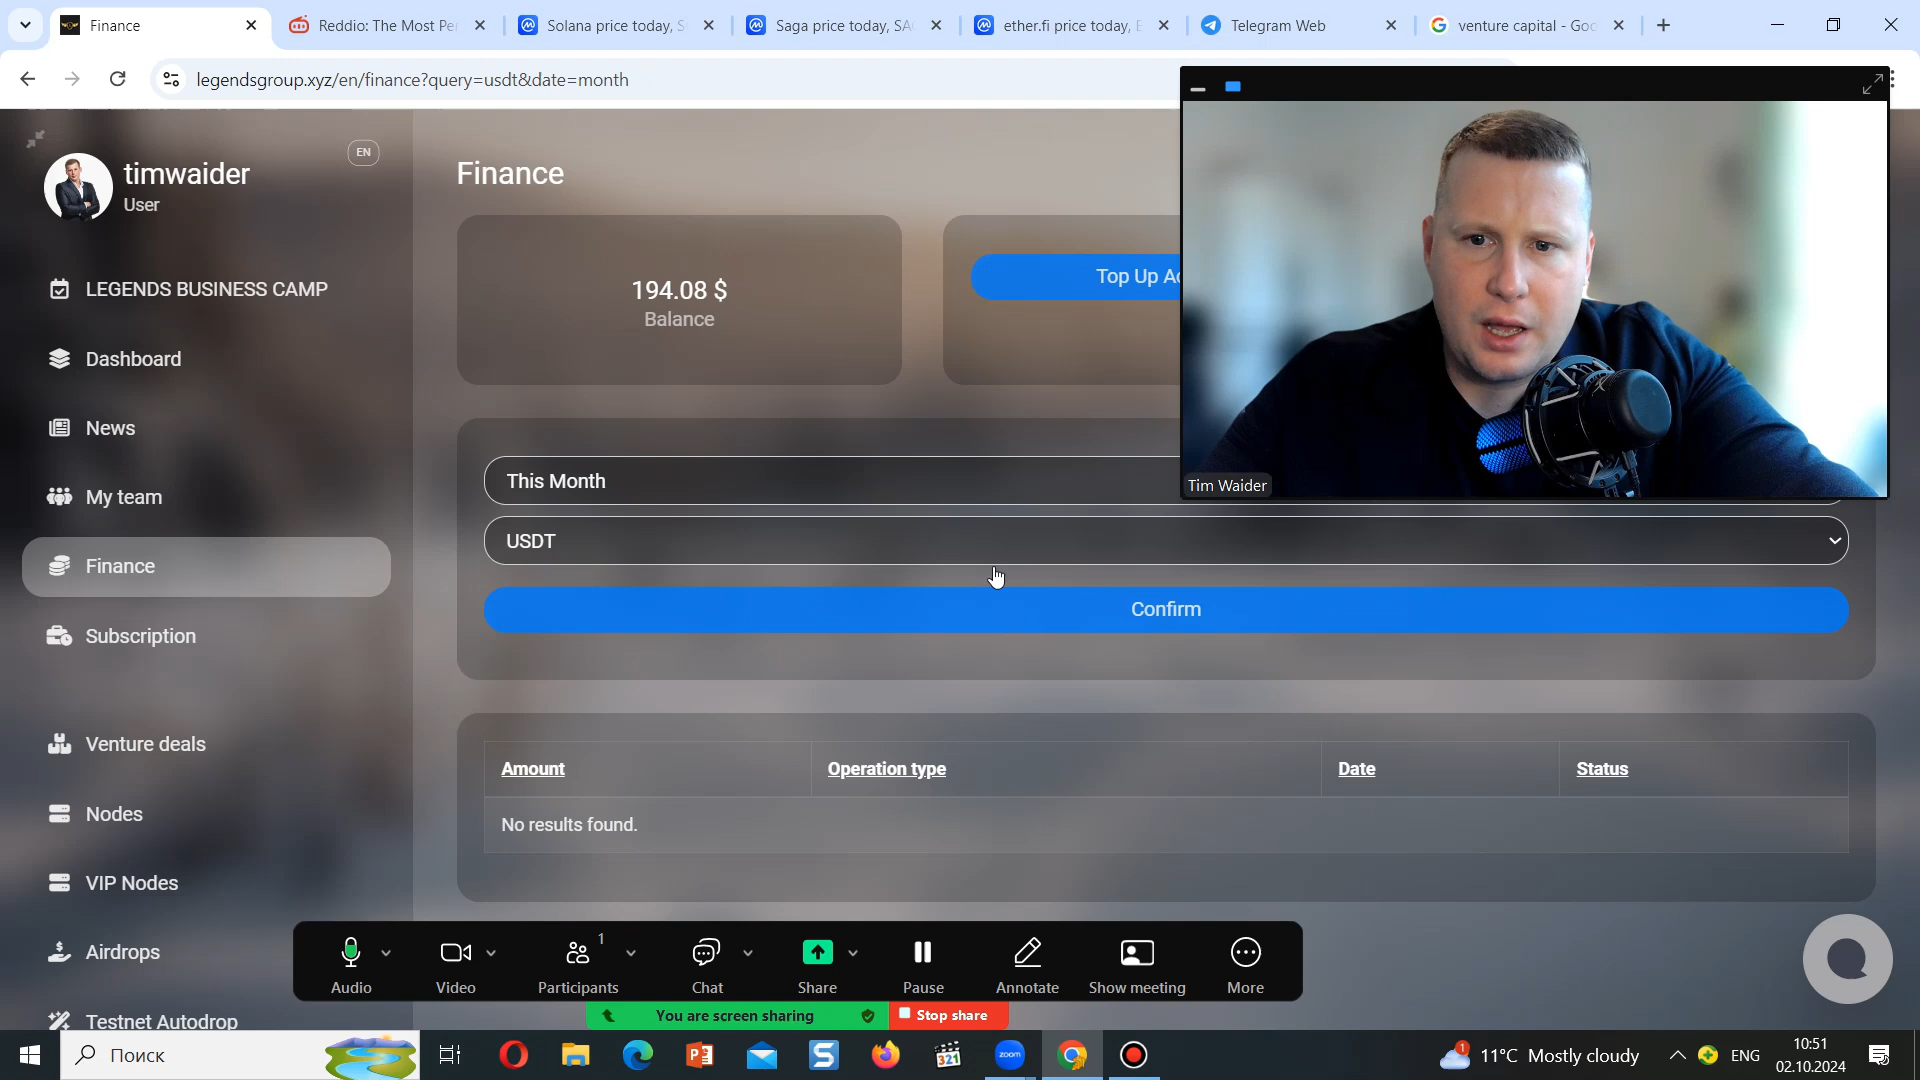 Finance
Reddio: The Most Pe
Solana price today, S
Saga price today, SA
ether.fi price today, E
Telegram Web
venture capital - Goo
legendsgroup.xyz/en/finance?query=usdt&date=month
timwaider
User
EN
LEGENDS BUSINESS CAMP
Dashboard
News
My team
Finance
Subscription
Venture deals
Nodes
VIP Nodes
Airdrops
Testnet Autodrop
Finance
194.08 $
Balance
Top Up Ac
Tim Waider
This Month
USDT
Confirm
Amount Operation type Date Status
No results found.
1
Audio Video Participants Chat Share Pause Annotate Show meeting More
You are screen sharing Stop share
Поиск
321
zoom
1
11°C Mostly cloudy
ENG
10:51
02.10.2024